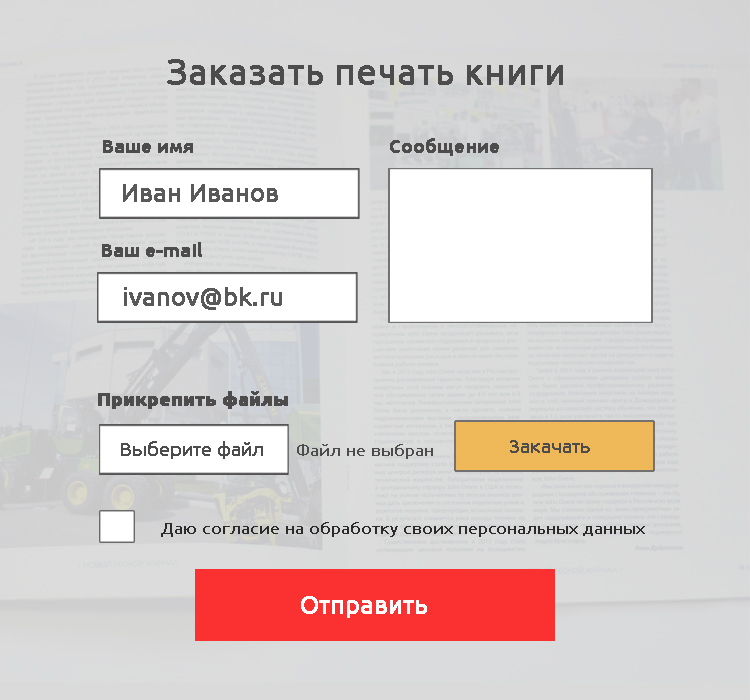 Заказать печать книги
Ваше имя
Сообщение
Иван Иванов
Ваш e-mail
ivanov@bk.ru
Прикрепить файлы
Выберите файл
Файл не выбран
Закачать
Даю согласие на обработку своих персональных данных
Отправить